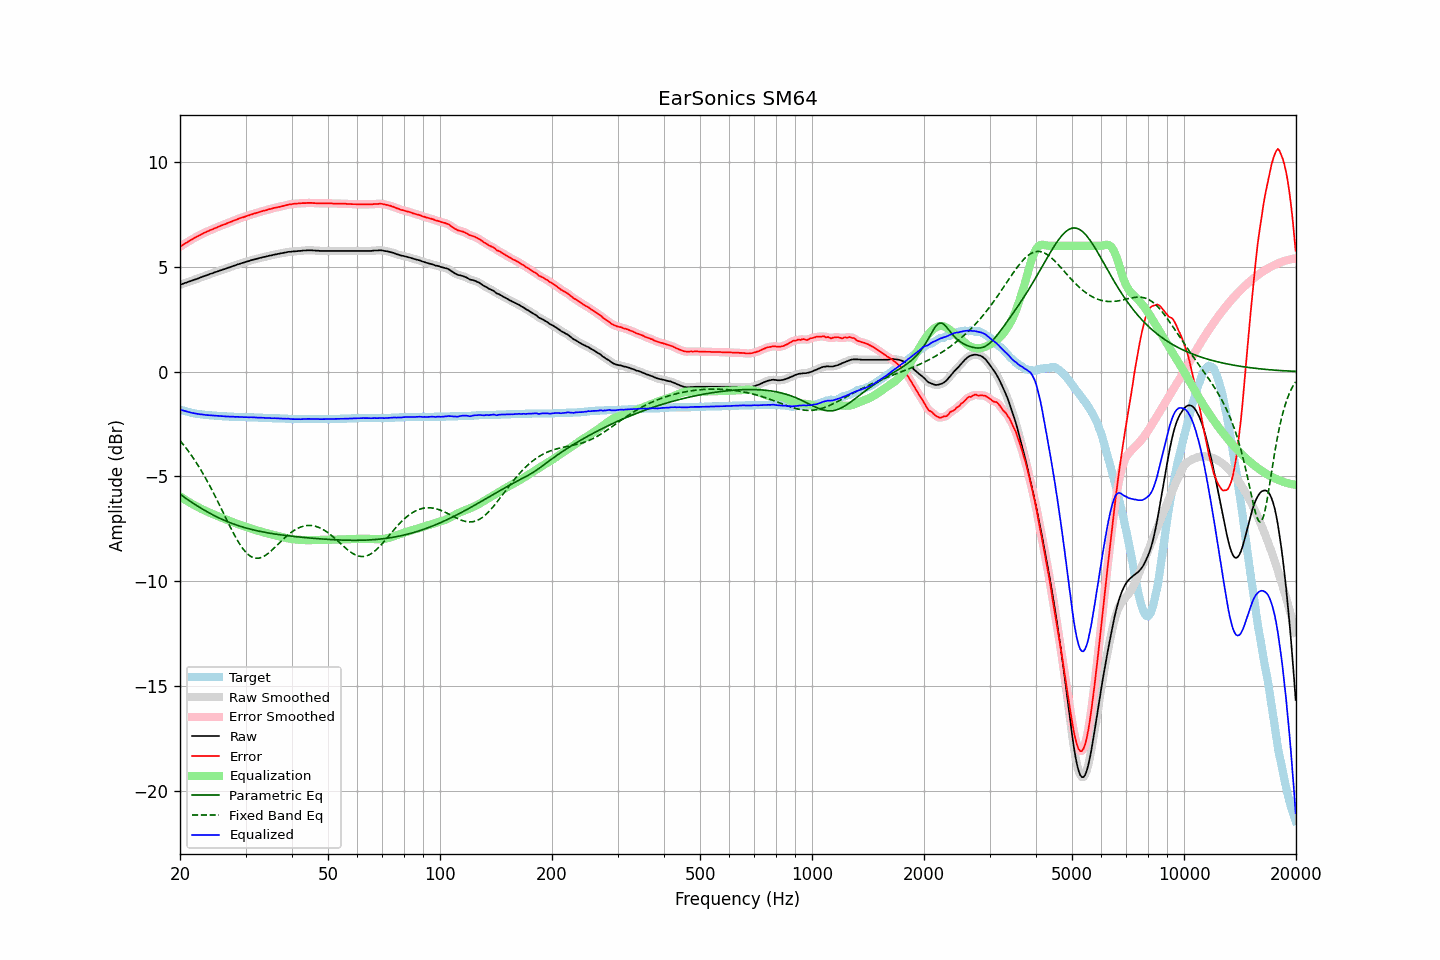 EarSonics SM64
Amplitude (dBr)
10
5
0
−5
−10
−15
−20
Target
Raw Smoothed
Error Smoothed
Raw
Error
Equalization
Parametric Eq
Fixed Band Eq
Equalized
20 50 100 200 500 1000 2000 5000 10000 20000
Frequency (Hz)